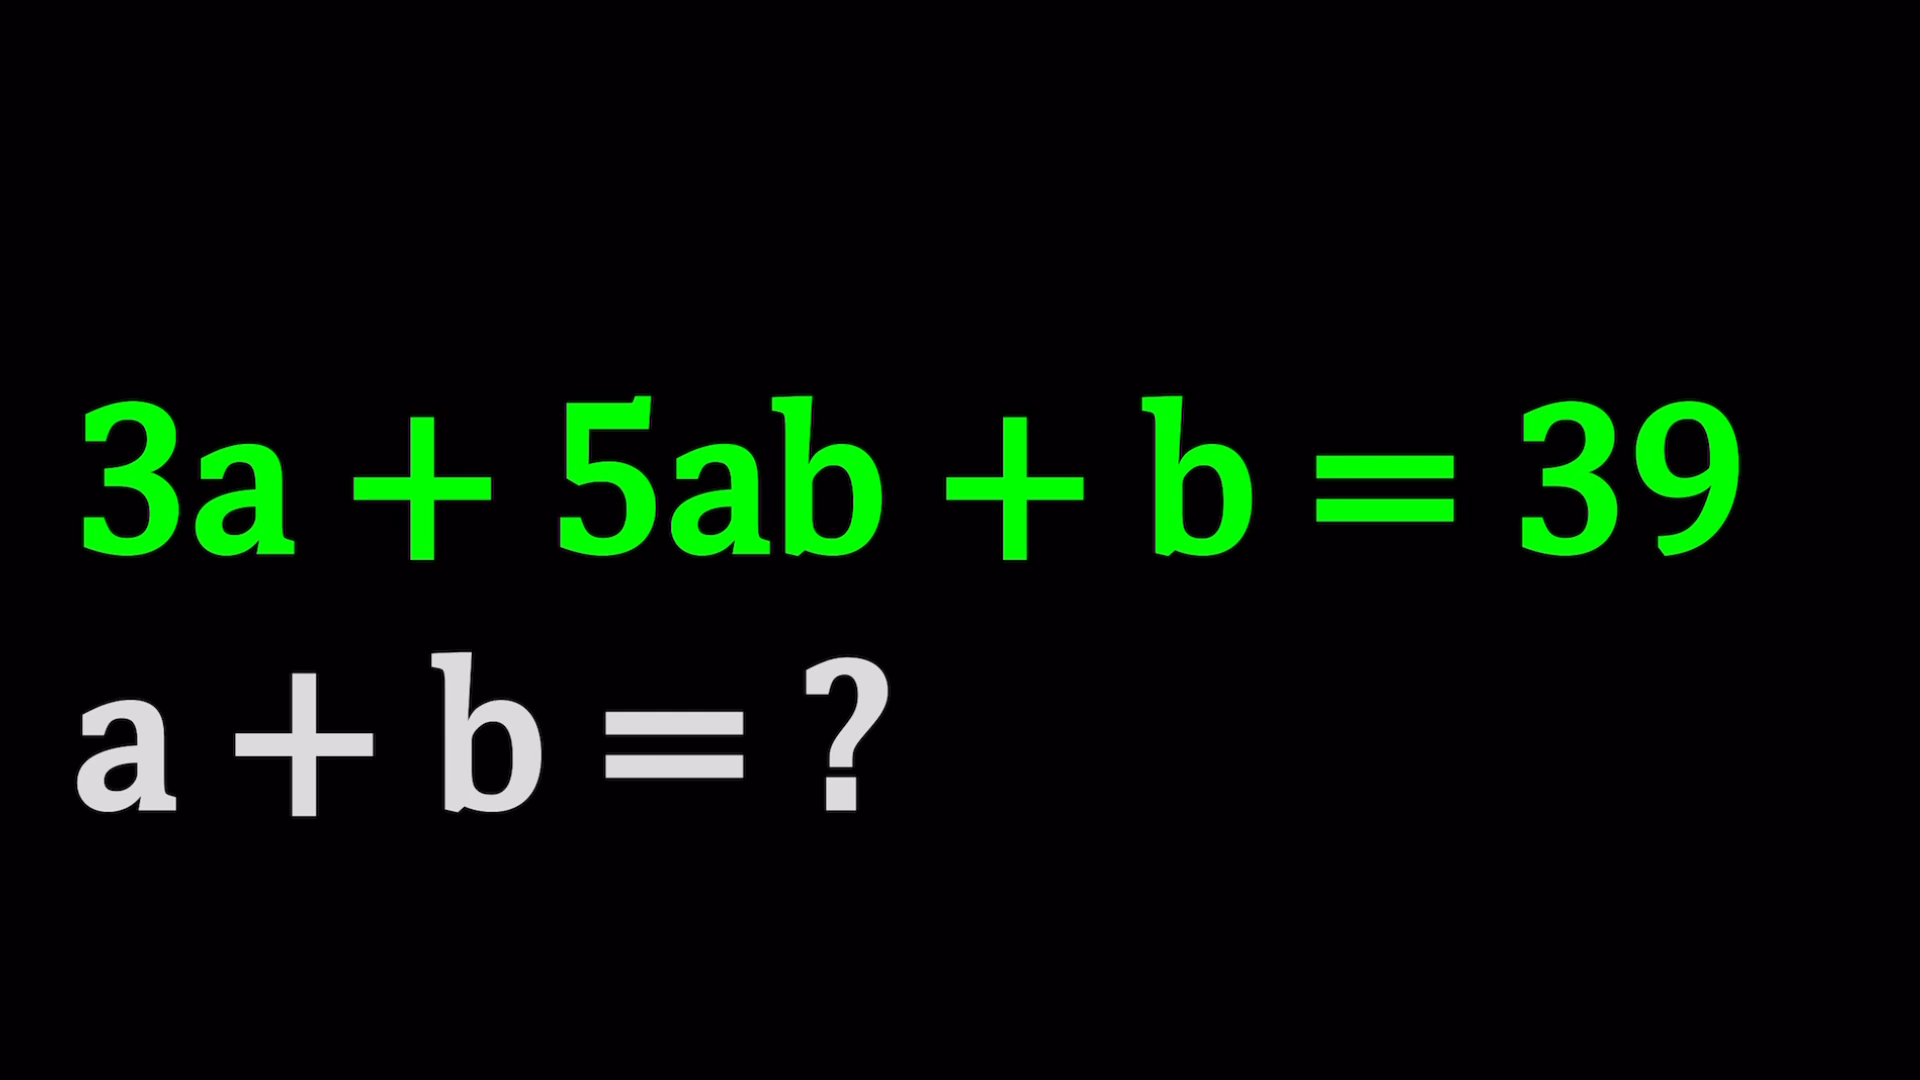 3a + 5ab + b = 39
a + b = ?